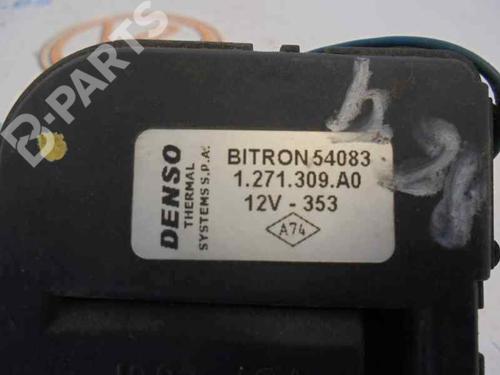 B-PARTS
DENSO
THERMAL
SYSTEMS S.P.A.
BITRON 54083
1.271.309.A0
12V - 353
A74